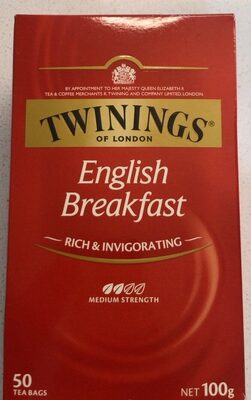 BY APPOINTMENT TO HER MAJESTY QUEEN ELIZABETH II
TEA & COFFEE MERCHANTS R. TWINING AND COMPANY LIMITED, LONDON.
TWININGS®
OF LONDON
English
Breakfast
RICH & INVIGORATING
MEDIUM STRENGTH
50
TEA BAGS
NET 100g